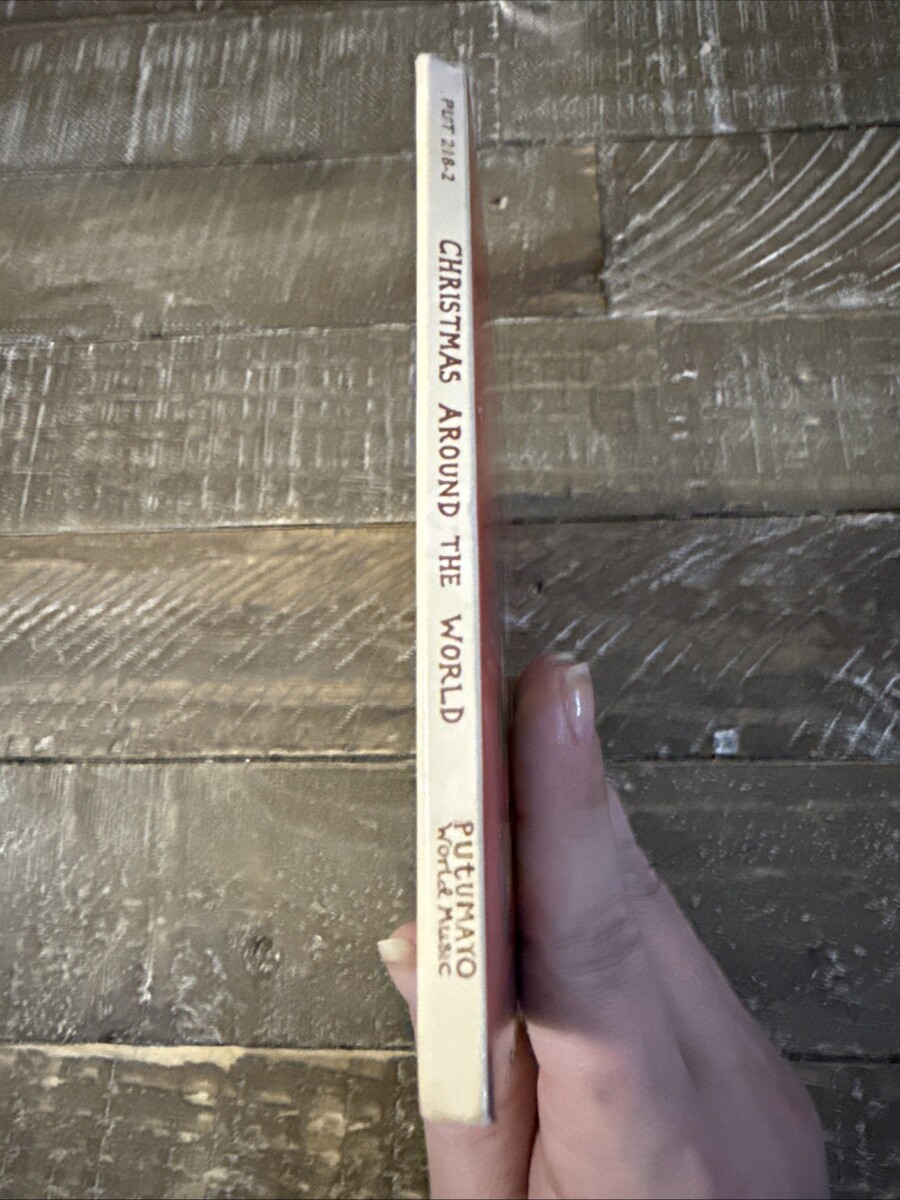 PUT 218-2
CHRISTMAS AROUND THE WORLD
PUTUMAYO
World Music